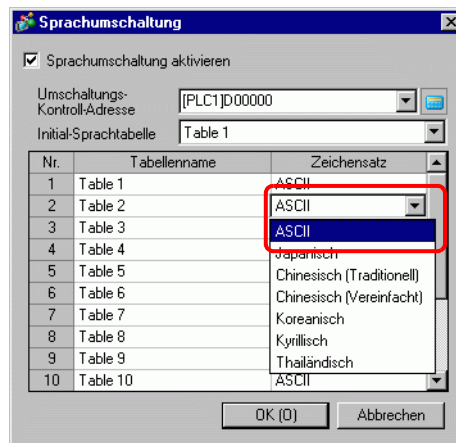 Sprachumschaltung
Sprachumschaltung aktivieren
Umschaltungs-
Kontroll-Adresse [PLC1]D00000
Initial-Sprachtabelle Table 1
Nr. Tabellenname Zeichensatz
1 Table 1 ASCII
2 Table 2 ASCII
3 Table 3 ASCII
4 Table 4 Japanisch
5 Table 5 Chinesisch (Traditionell)
6 Table 6 Chinesisch (Vereinfacht)
7 Table 7 Koreanisch
8 Table 8 Kyrillisch
9 Table 9 Thailändisch
10 Table 10 ASCII
OK (O) Abbrechen